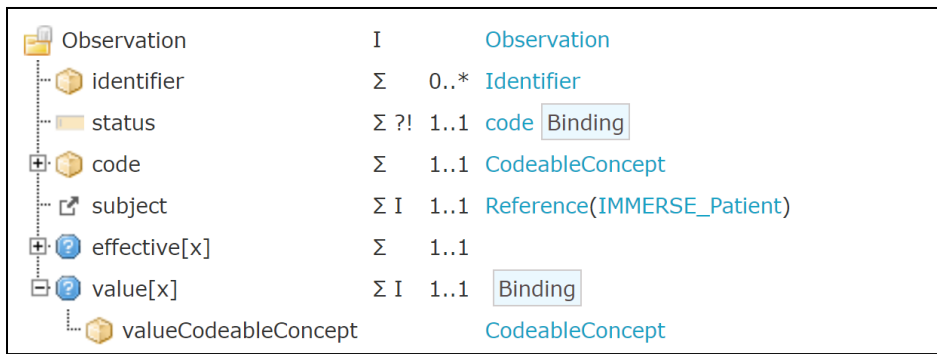 Observation I Observation
identifier Σ 0..* Identifier
status Σ ?! 1..1 code Binding
code Σ 1..1 CodeableConcept
subject Σ I 1..1 Reference(IMMERSE_Patient)
effective[x] Σ 1..1
value[x] Σ I 1..1 Binding
valueCodeableConcept CodeableConcept